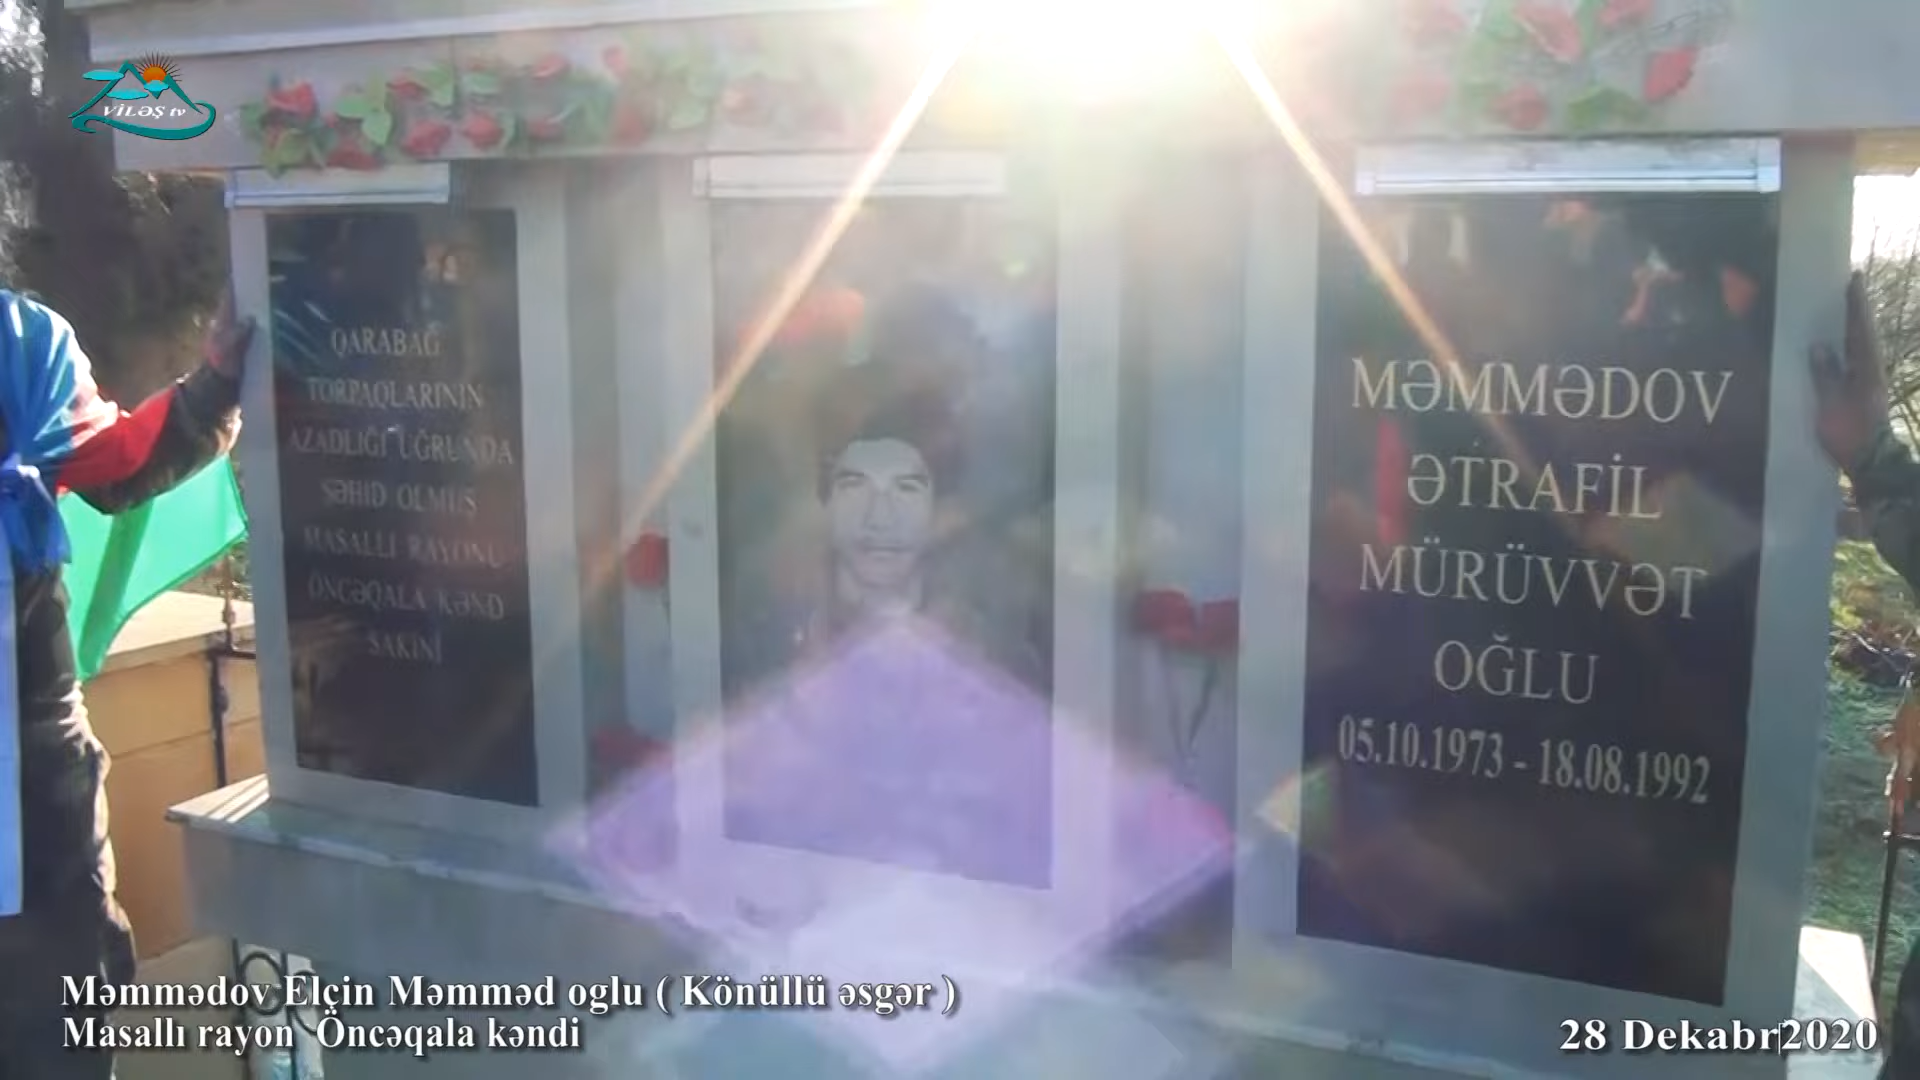 VİLƏŞ tv
QARABAĞ
TORPAQLARININ
AZADLIĞI UĞRUNDA
ŞƏHİD OLMUŞ
MASALLI RAYONU
ÖNCƏQALA KƏND
SAKİNİ
MƏMMƏDOV
ƏTRAFİL
MÜRÜVVƏT
OĞLU
05.10.1973 - 18.08.1992
Məmmədov Elçin Məmməd oglu ( Könüllü əsgər )
Masallı rayon Öncəqala kəndi
28 Dekabr 2020